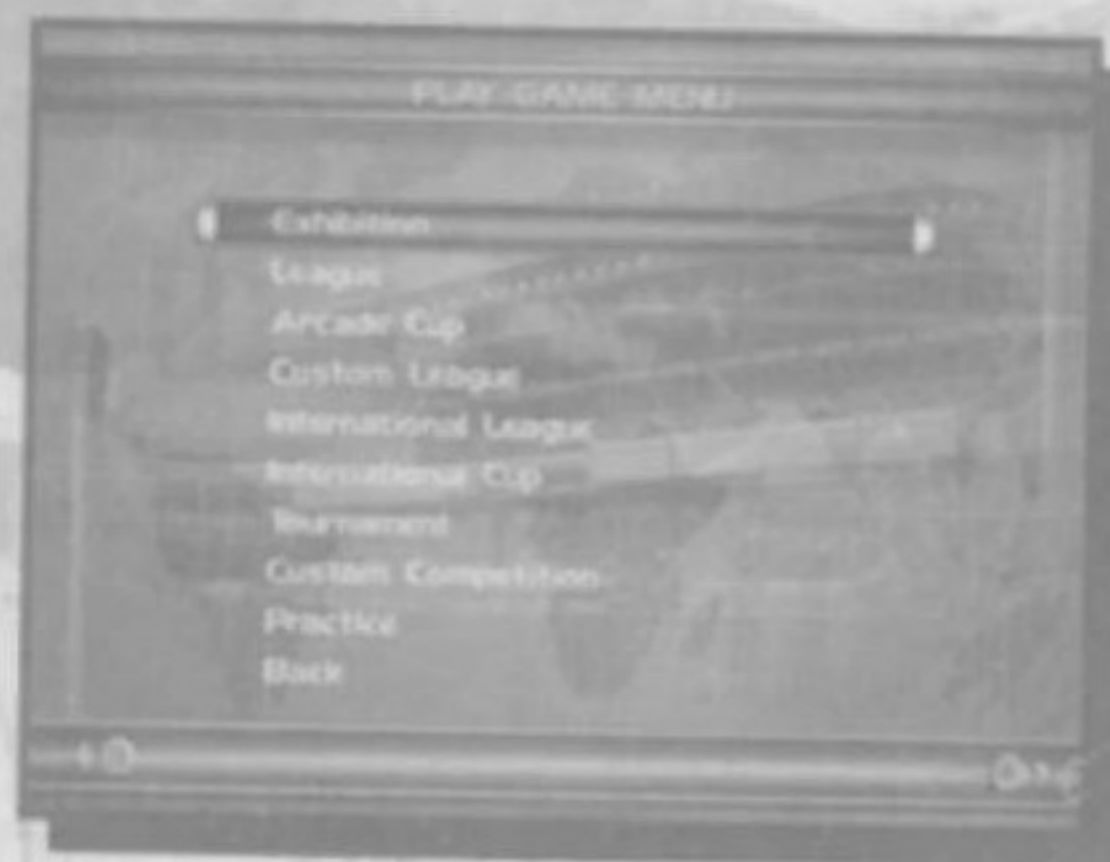 PLAY GAME MENU
Exhibition
League
Arcade Cup
Custom League
International League
International Cup
Tournament
Custom Competition
Practice
Back